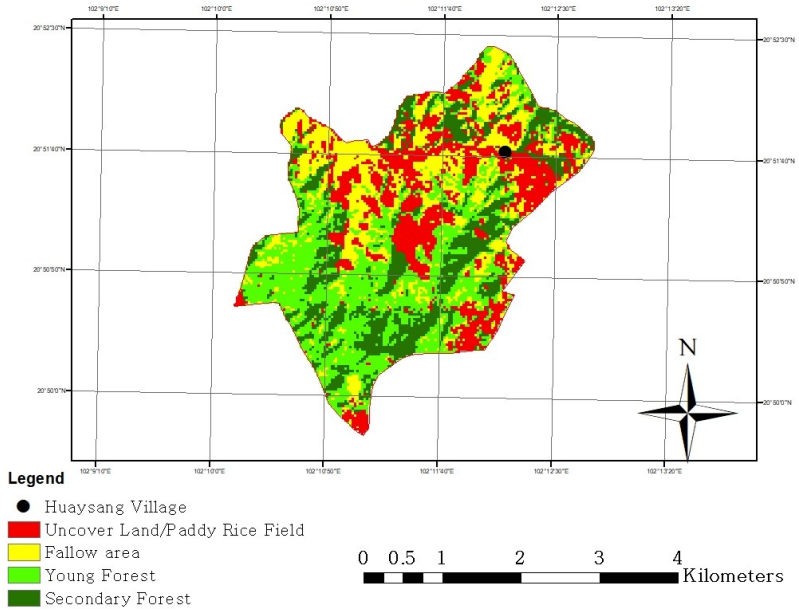 102°9'10"E 102°10'0"E 102°10'50"E 102°11'40"E 102°12'30"E 102°13'20"E
20°52'30"N 20°52'30"N
20°51'40"N 20°51'40"N
20°50'50"N 20°50'50"N
20°50'0"N 20°50'0"N
N
102°9'10"E 102°10'0"E 102°10'50"E 102°11'40"E 102°12'30"E 102°13'20"E
Legend
Huaysang Village
Uncover Land/Paddy Rice Field
Fallow area
Young Forest
Secondary Forest
0 0.5 1 2 3 4
Kilometers